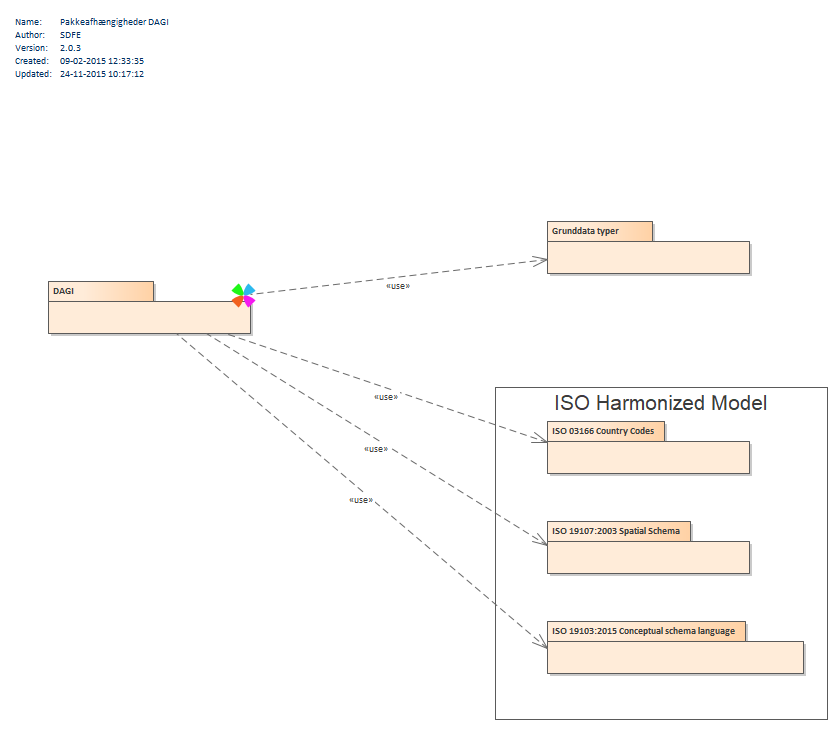 Name: Pakkeafhængigheder DAGI
Author: SDFE
Version: 2.0.3
Created: 09-02-2015 12:33:35
Updated: 24-11-2015 10:17:12
Grunddata typer
«use»
DAGI
ISO Harmonized Model
«use»
ISO 03166 Country Codes
«use»
«use»
ISO 19107:2003 Spatial Schema
ISO 19103:2015 Conceptual schema language